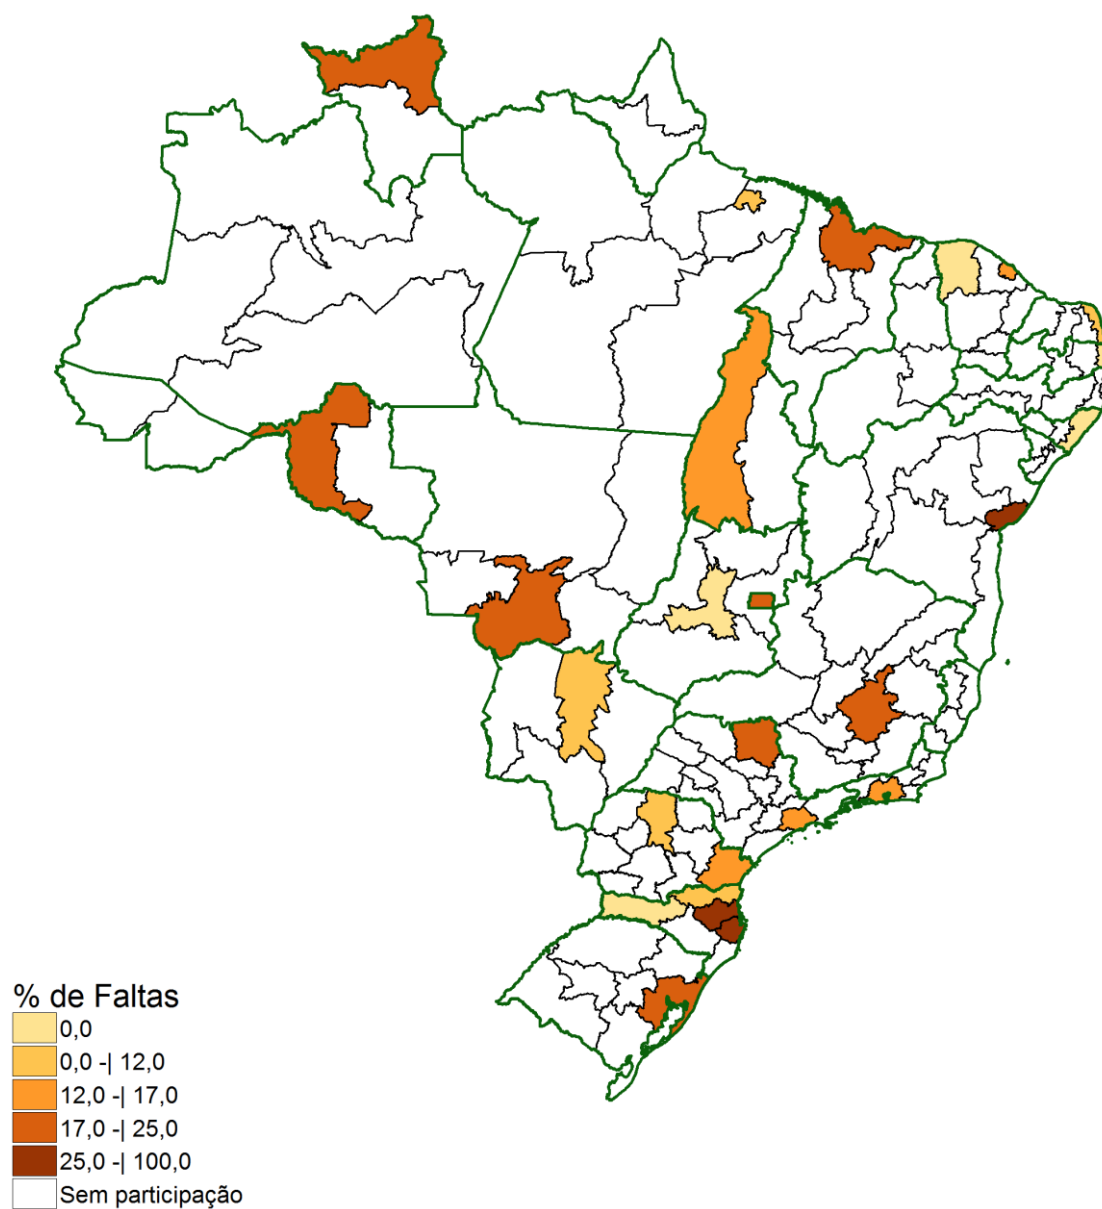 % de Faltas
0,0
0,0 -| 12,0
12,0 -| 17,0
17,0 -| 25,0
25,0 -| 100,0
Sem participação